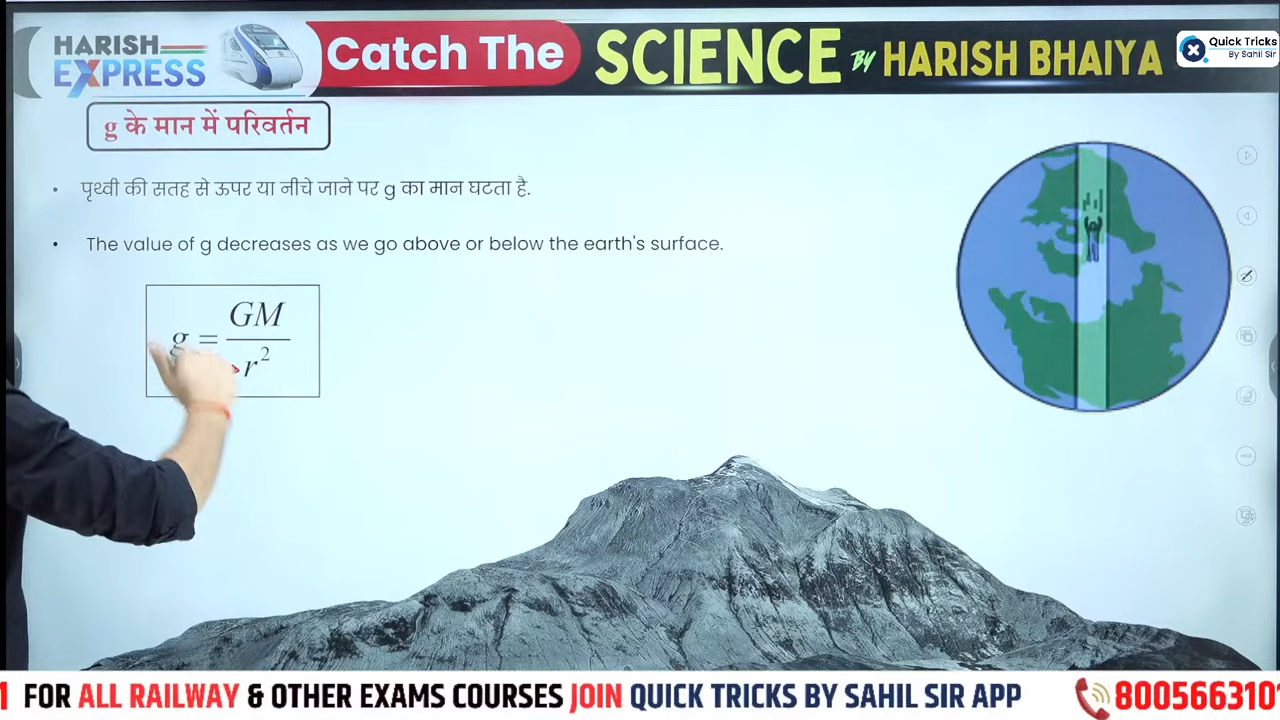 HARISH EXPRESS
Catch The SCIENCE BY HARISH BHAIYA
Quick Tricks
By Sahil Sir
g के मान में परिवर्तन
• पृथ्वी की सतह से ऊपर या नीचे जाने पर g का मान घटता है.
• The value of g decreases as we go above or below the earth's surface.
g = GM / r²
1 FOR ALL RAILWAY & OTHER EXAMS COURSES JOIN QUICK TRICKS BY SAHIL SIR APP